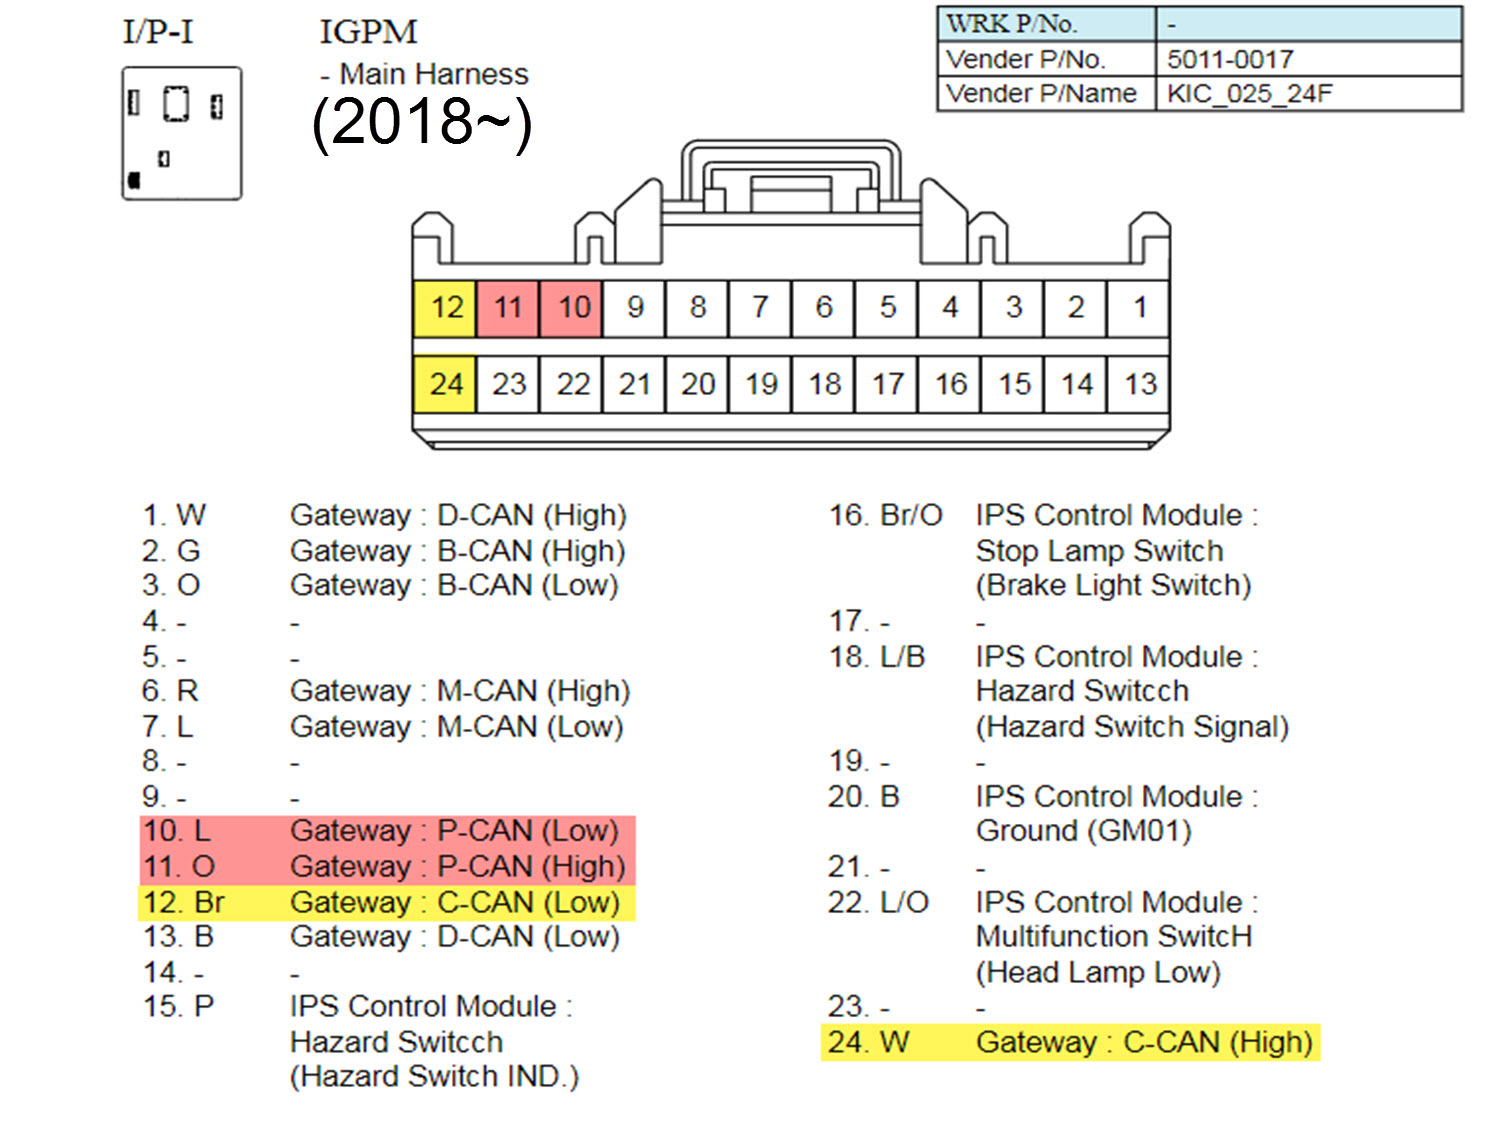 I/P-I
IGPM
- Main Harness
(2018~)
WRK P/No. -
Vender P/No. 5011-0017
Vender P/Name KIC_025_24F
12 11 10 9 8 7 6 5 4 3 2 1
24 23 22 21 20 19 18 17 16 15 14 13
1. W Gateway : D-CAN (High)
2. G Gateway : B-CAN (High)
3. O Gateway : B-CAN (Low)
4. - -
5. - -
6. R Gateway : M-CAN (High)
7. L Gateway : M-CAN (Low)
8. - -
9. - -
10. L Gateway : P-CAN (Low)
11. O Gateway : P-CAN (High)
12. Br Gateway : C-CAN (Low)
13. B Gateway : D-CAN (Low)
14. - -
15. P IPS Control Module :
Hazard Switcch
(Hazard Switch IND.)
16. Br/O IPS Control Module :
Stop Lamp Switch
(Brake Light Switch)
17. - -
18. L/B IPS Control Module :
Hazard Switcch
(Hazard Switch Signal)
19. - -
20. B IPS Control Module :
Ground (GM01)
21. - -
22. L/O IPS Control Module :
Multifunction SwitcH
(Head Lamp Low)
23. - -
24. W Gateway : C-CAN (High)